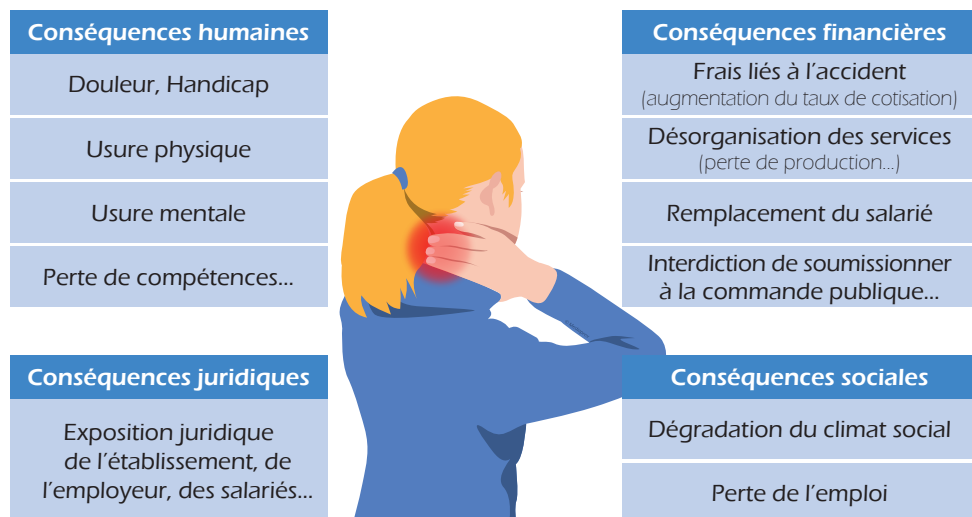 Conséquences humaines
Douleur, Handicap
Usure physique
Usure mentale
Perte de compétences...
Conséquences financières
Frais liés à l'accident
(augmentation du taux de cotisation)
Désorganisation des services
(perte de production...)
Remplacement du salarié
Interdiction de soumissionner
à la commande publique...
Conséquences juridiques
Exposition juridique
de l'établissement, de
l'employeur, des salariés...
Conséquences sociales
Dégradation du climat social
Perte de l'emploi